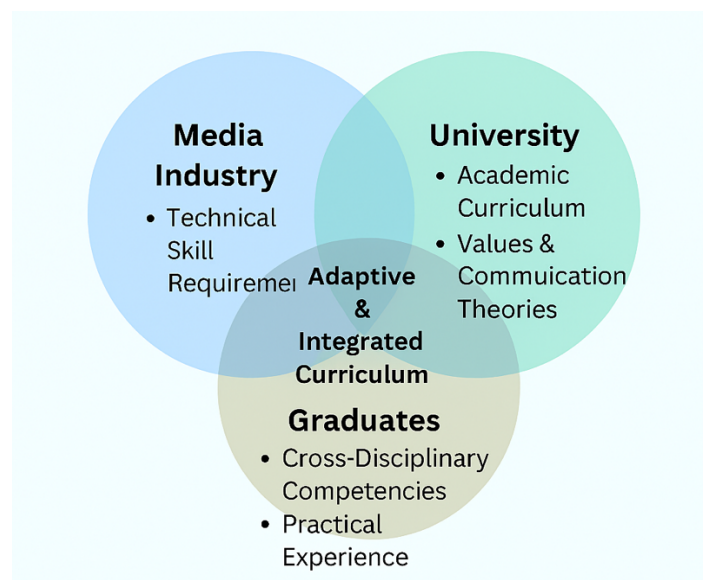 Media
Industry
• Technical
Skill
Requiremen
University
• Academic
Curriculum
• Values &
Commuication
Theories
Adaptive
&
Integrated
Curriculum
Graduates
• Cross-Disciplinary
Competencies
• Practical
Experience